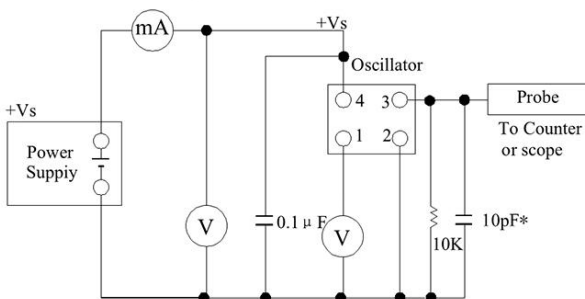 mA
+Vs
Oscillator
+Vs
4 3
Probe
To Counter
or scope
Power
Suppiy
1 2
V
0.1 μ F
V
10K
10pF*